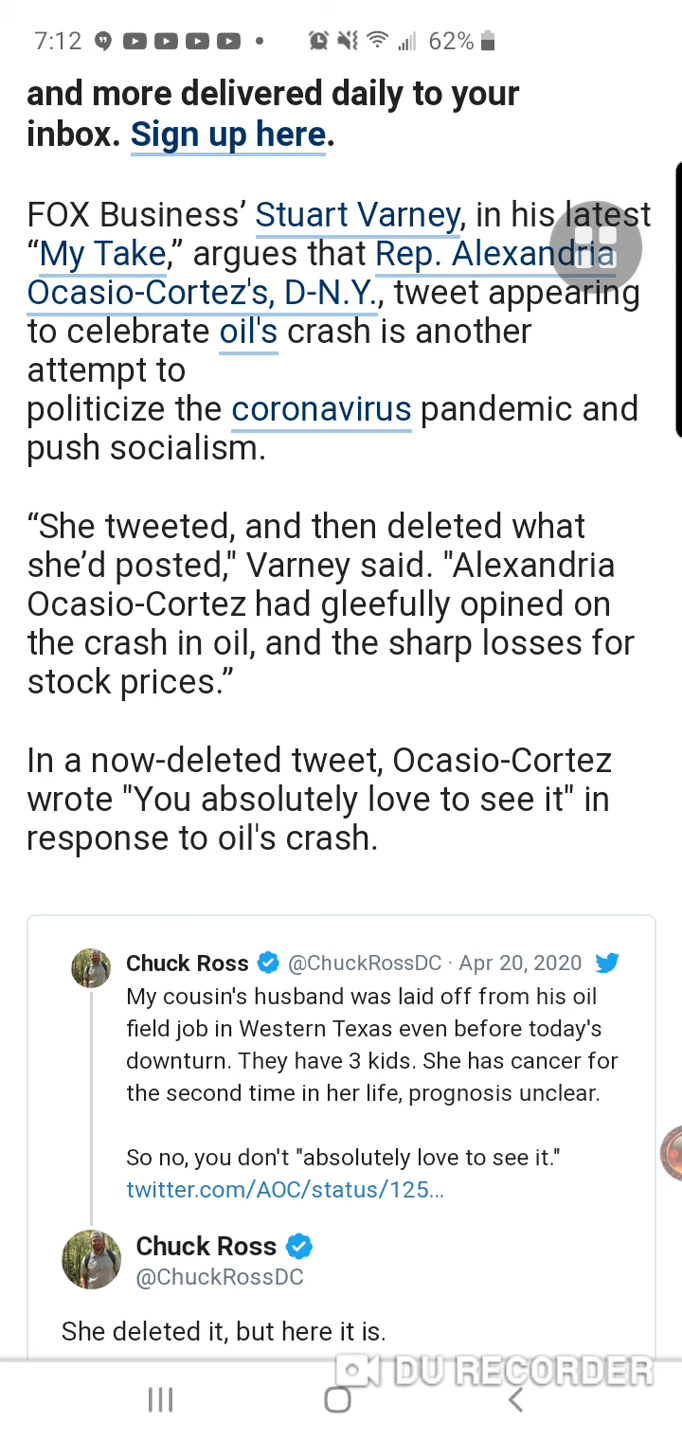 7:12 62%
and more delivered daily to your
inbox. Sign up here.
FOX Business’ Stuart Varney, in his latest
“My Take,” argues that Rep. Alexandria
Ocasio-Cortez's, D-N.Y., tweet appearing
to celebrate oil's crash is another
attempt to
politicize the coronavirus pandemic and
push socialism.
“She tweeted, and then deleted what
she’d posted," Varney said. "Alexandria
Ocasio-Cortez had gleefully opined on
the crash in oil, and the sharp losses for
stock prices.”
In a now-deleted tweet, Ocasio-Cortez
wrote "You absolutely love to see it" in
response to oil's crash.
Chuck Ross @ChuckRossDC · Apr 20, 2020
My cousin's husband was laid off from his oil
field job in Western Texas even before today's
downturn. They have 3 kids. She has cancer for
the second time in her life, prognosis unclear.
So no, you don't "absolutely love to see it."
twitter.com/AOC/status/125...
Chuck Ross
@ChuckRossDC
She deleted it, but here it is.
DU RECORDER